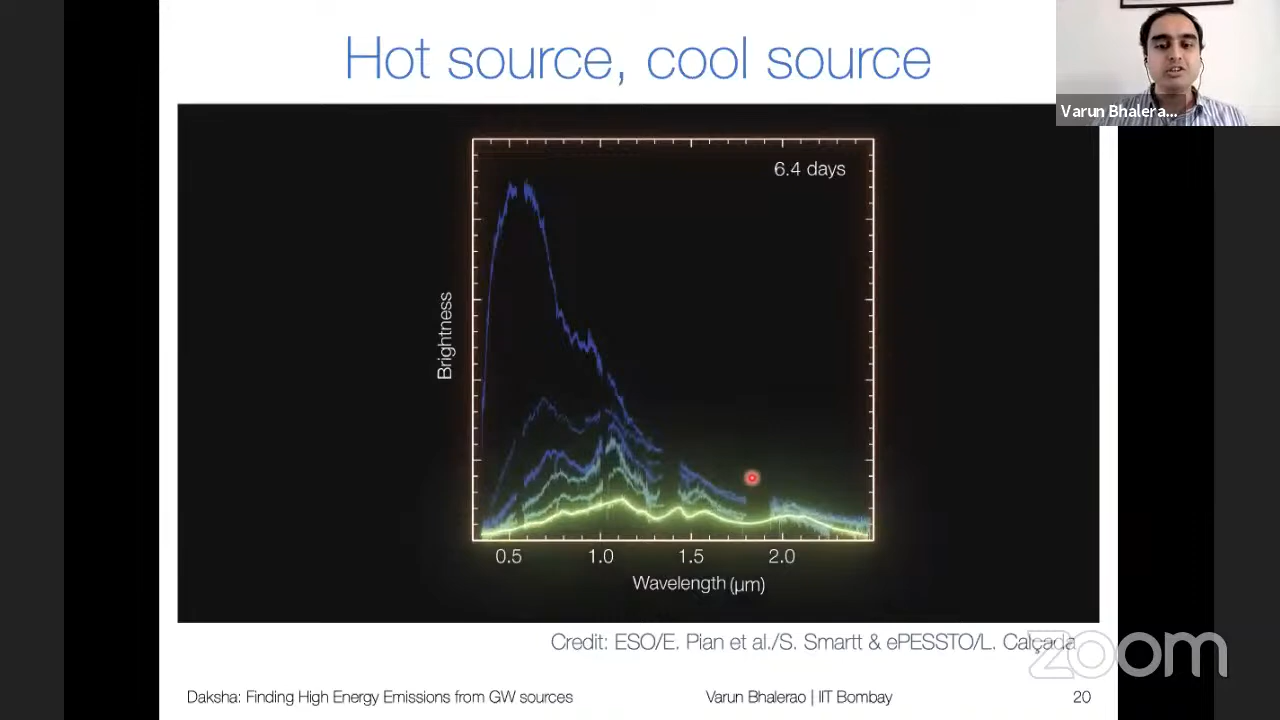 Hot source, cool source
Varun Bhalera...
6.4 days
Brightness
0.5 1.0 1.5 2.0
Wavelength (μm)
Credit: ESO/E. Pian et al./S. Smartt & ePESSTO/L. Calçada
zoom
Daksha: Finding High Energy Emissions from GW sources Varun Bhalerao | IIT Bombay 20